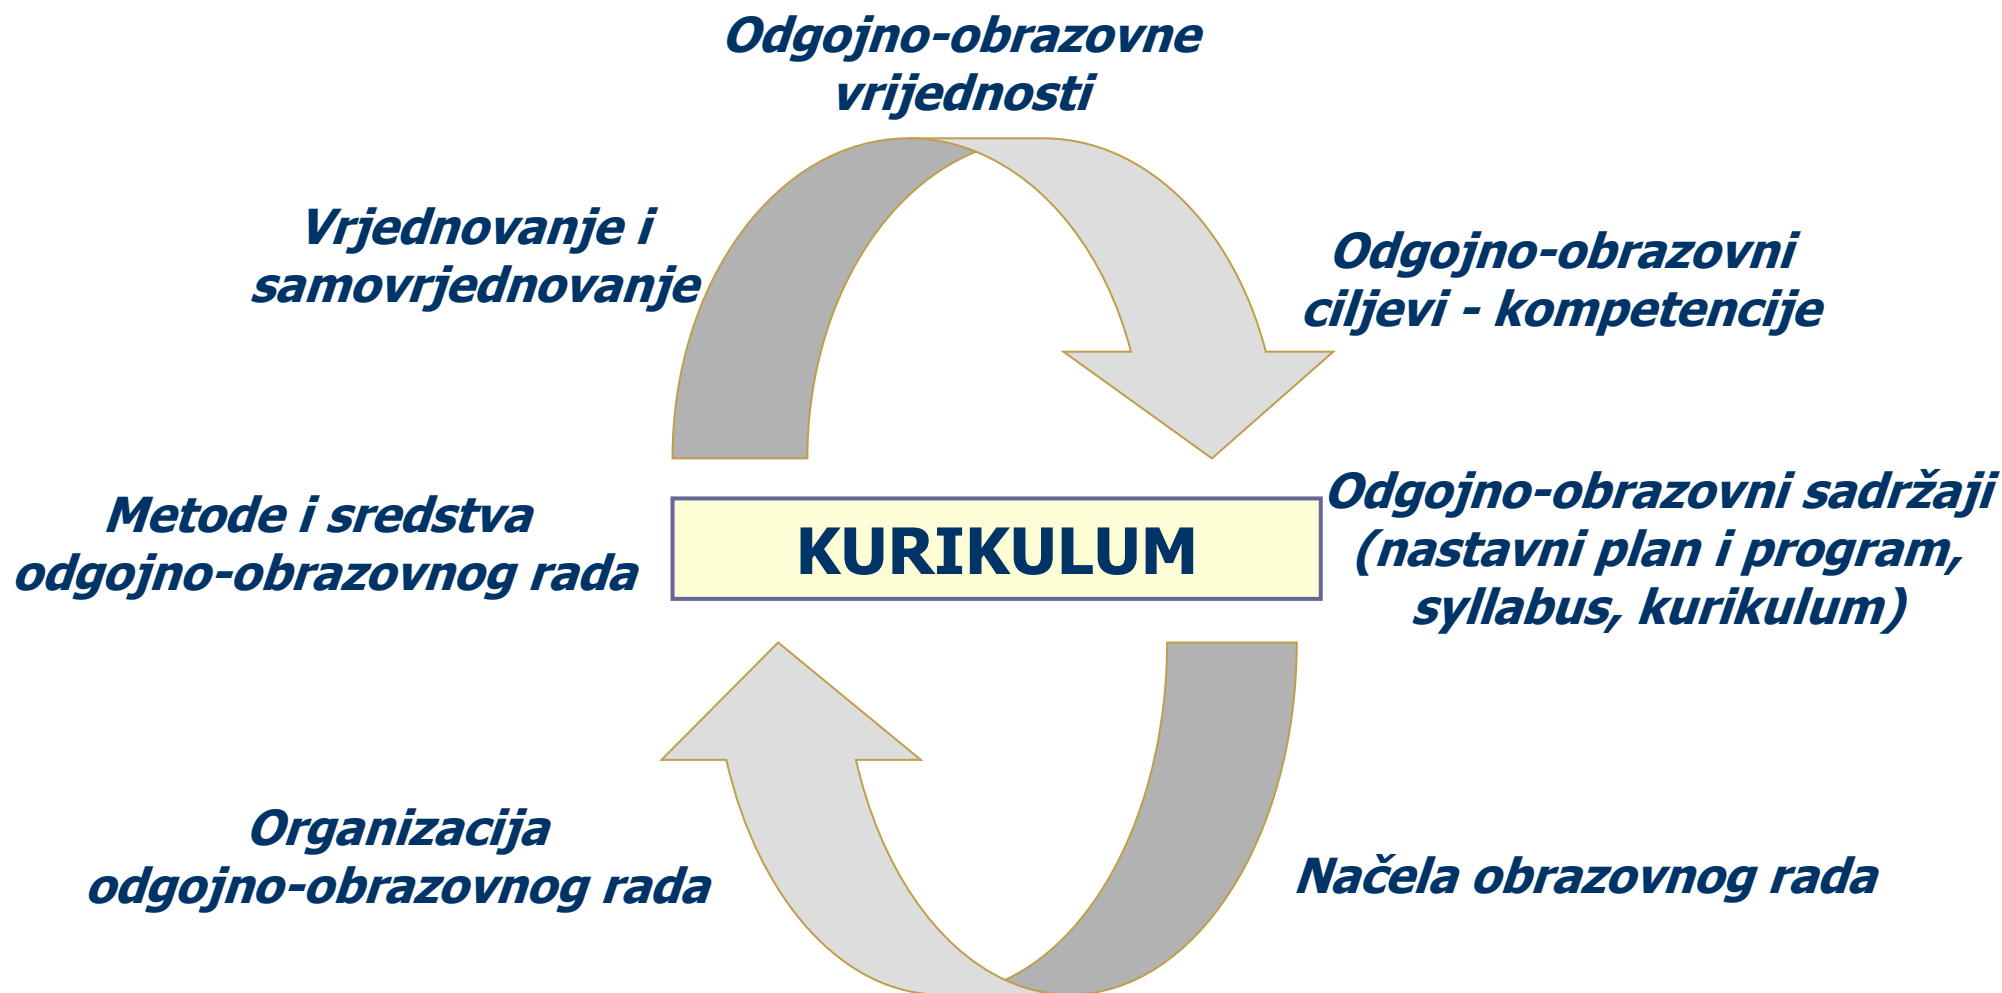 Odgojno-obrazovne
vrijednosti
Vrjednovanje i
samovrjednovanje
Odgojno-obrazovni
ciljevi - kompetencije
Metode i sredstva
odgojno-obrazovnog rada
KURIKULUM
Odgojno-obrazovni sadržaji
(nastavni plan i program,
syllabus, kurikulum)
Organizacija
odgojno-obrazovnog rada
Načela obrazovnog rada